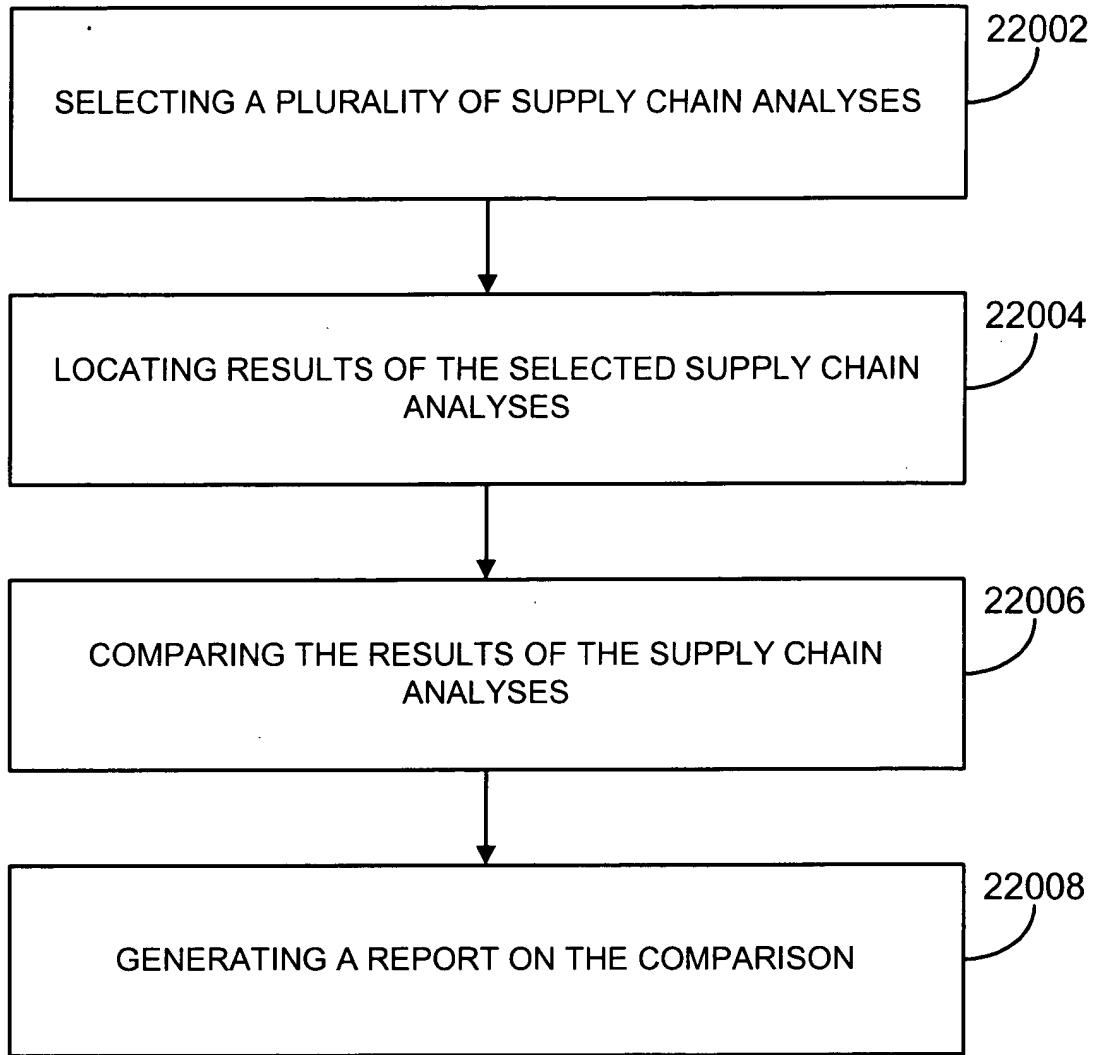 22002
SELECTING A PLURALITY OF SUPPLY CHAIN ANALYSES
22004
LOCATING RESULTS OF THE SELECTED SUPPLY CHAIN
ANALYSES
22006
COMPARING THE RESULTS OF THE SUPPLY CHAIN
ANALYSES
22008
GENERATING A REPORT ON THE COMPARISON